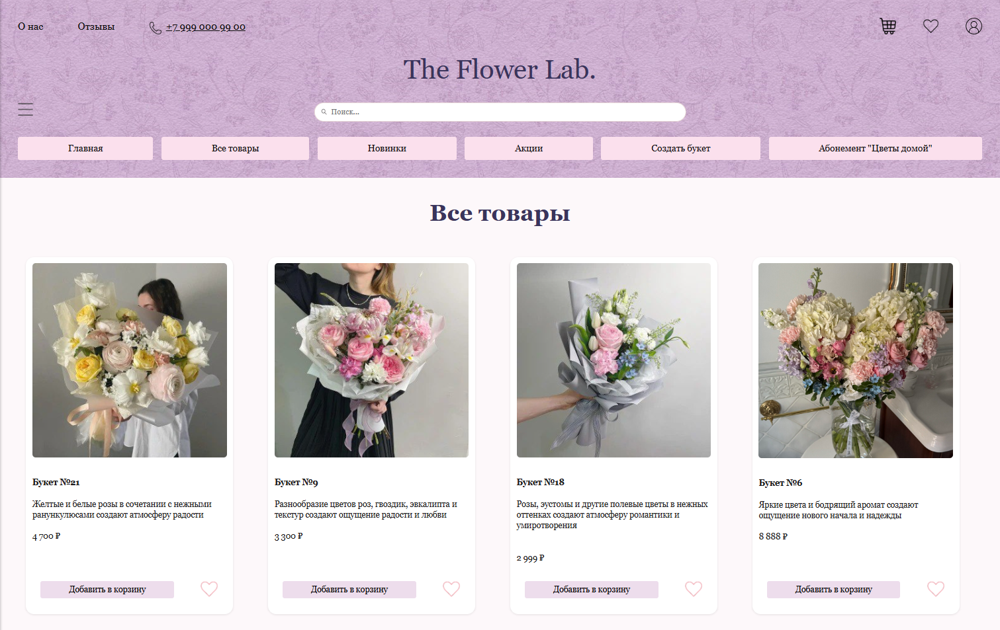 О нас
Отзывы
+7 999 000 99 00
The Flower Lab.
Поиск...
Главная
Все товары
Новинки
Акции
Создать букет
Абонемент "Цветы домой"
Все товары
Букет №21
Желтые и белые розы в сочетании с нежными
ранункулюсами создают атмосферу радости
4 700 ₽
Добавить в корзину
Букет №9
Разнообразие цветов роз, гвоздик, эвкалипта и
текстур создают ощущение радости и любви
3 300 ₽
Добавить в корзину
Букет №18
Розы, эустомы и другие полевые цветы в нежных
оттенках создают атмосферу романтики и
умиротворения
2 999 ₽
Добавить в корзину
Букет №6
Яркие цвета и бодрящий аромат создают
ощущение нового начала и надежды
8 888 ₽
Добавить в корзину